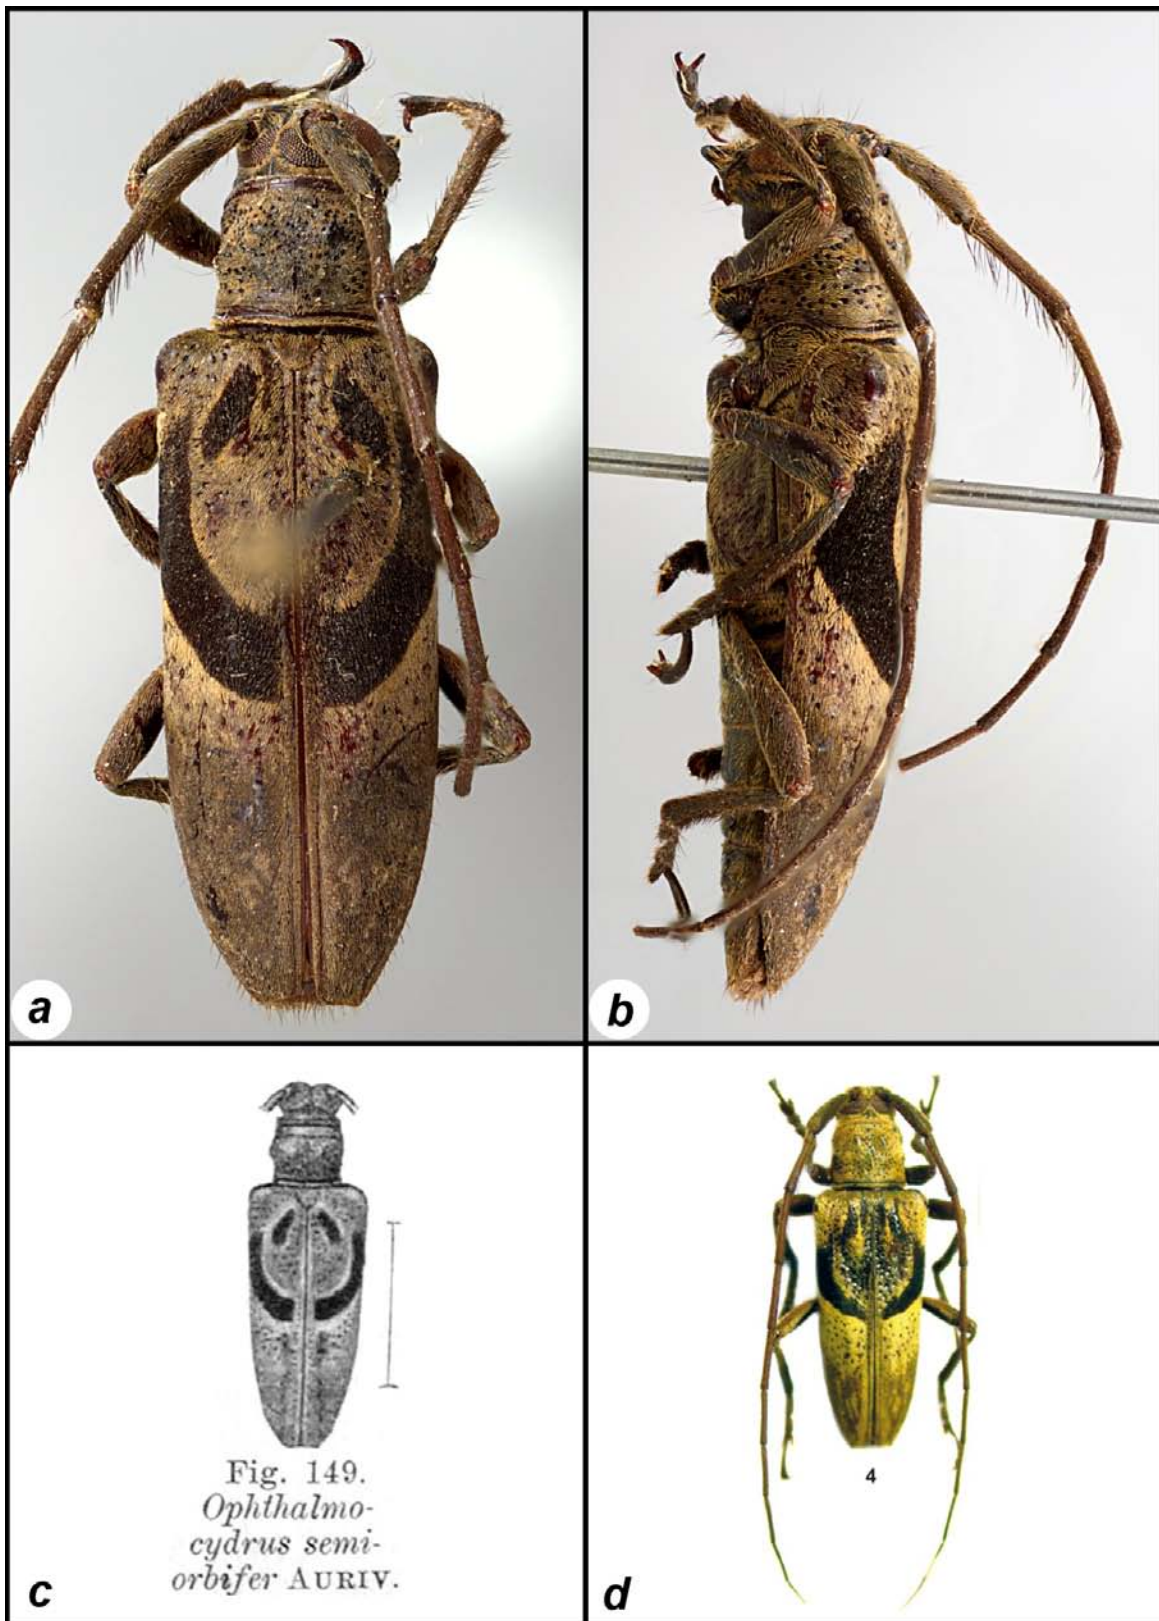 a
b
Fig. 149.
Ophthalmo-
cydrus semi-
orbifer AURIV.
c
4
d